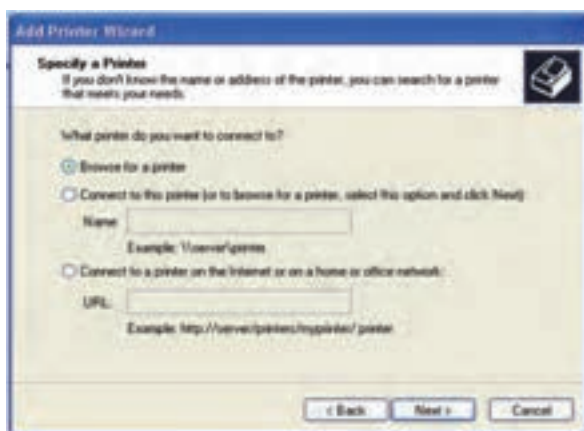 Add Printer Wizard
Specify a Printer
If you don't know the name or address of the printer, you can search for a printer
that meets your needs.
What printer do you want to connect to?
Browse for a printer
Connect to this printer (or to browse for a printer, select this option and click Next):
Name:
Example: \\server\printer
Connect to a printer on the Internet or on a home or office network:
URL:
Example: http://server/printers/myprinter/.printer
< Back
Next >
Cancel